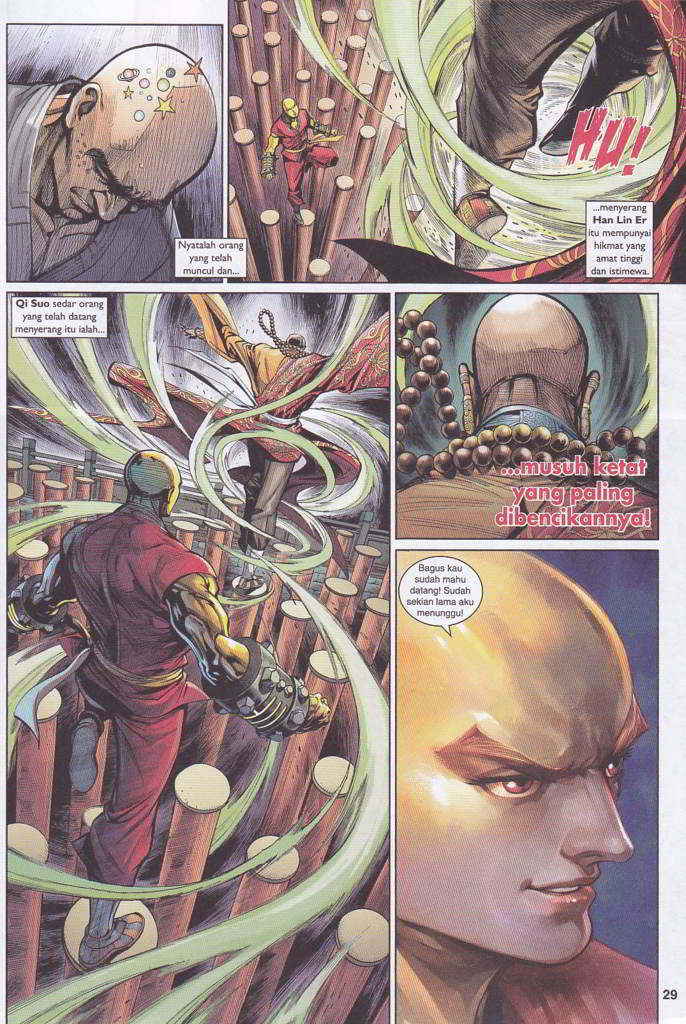 Nyatalah orang
yang telah
muncul dan...
HU!
...menyerang
Han Lin Er
itu mempunyai
hikmat yang
amat tinggi
dan istimewa.
Qi Suo sedar orang
yang telah datang
menyerang itu ialah...
...musuh ketat
yang paling
dibencikannya!
Bagus kau
sudah mahu
datang! Sudah
sekian lama aku
menunggu!
29